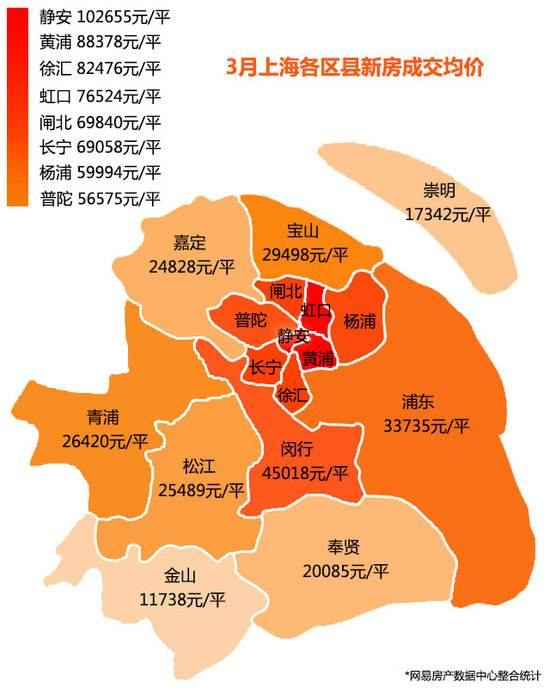 静安 102655元/平
黄浦 88378元/平
徐汇 82476元/平
虹口 76524元/平
闸北 69840元/平
长宁 69058元/平
杨浦 59994元/平
普陀 56575元/平
3月上海各区县新房成交均价
崇明
17342元/平
嘉定
24828元/平
宝山
29498元/平
闸北
虹口
普陀
杨浦
静安
黄浦
长宁
徐汇
浦东
33735元/平
青浦
26420元/平
松江
25489元/平
闵行
45018元/平
奉贤
20085元/平
金山
11738元/平
*网易房产数据中心整合统计